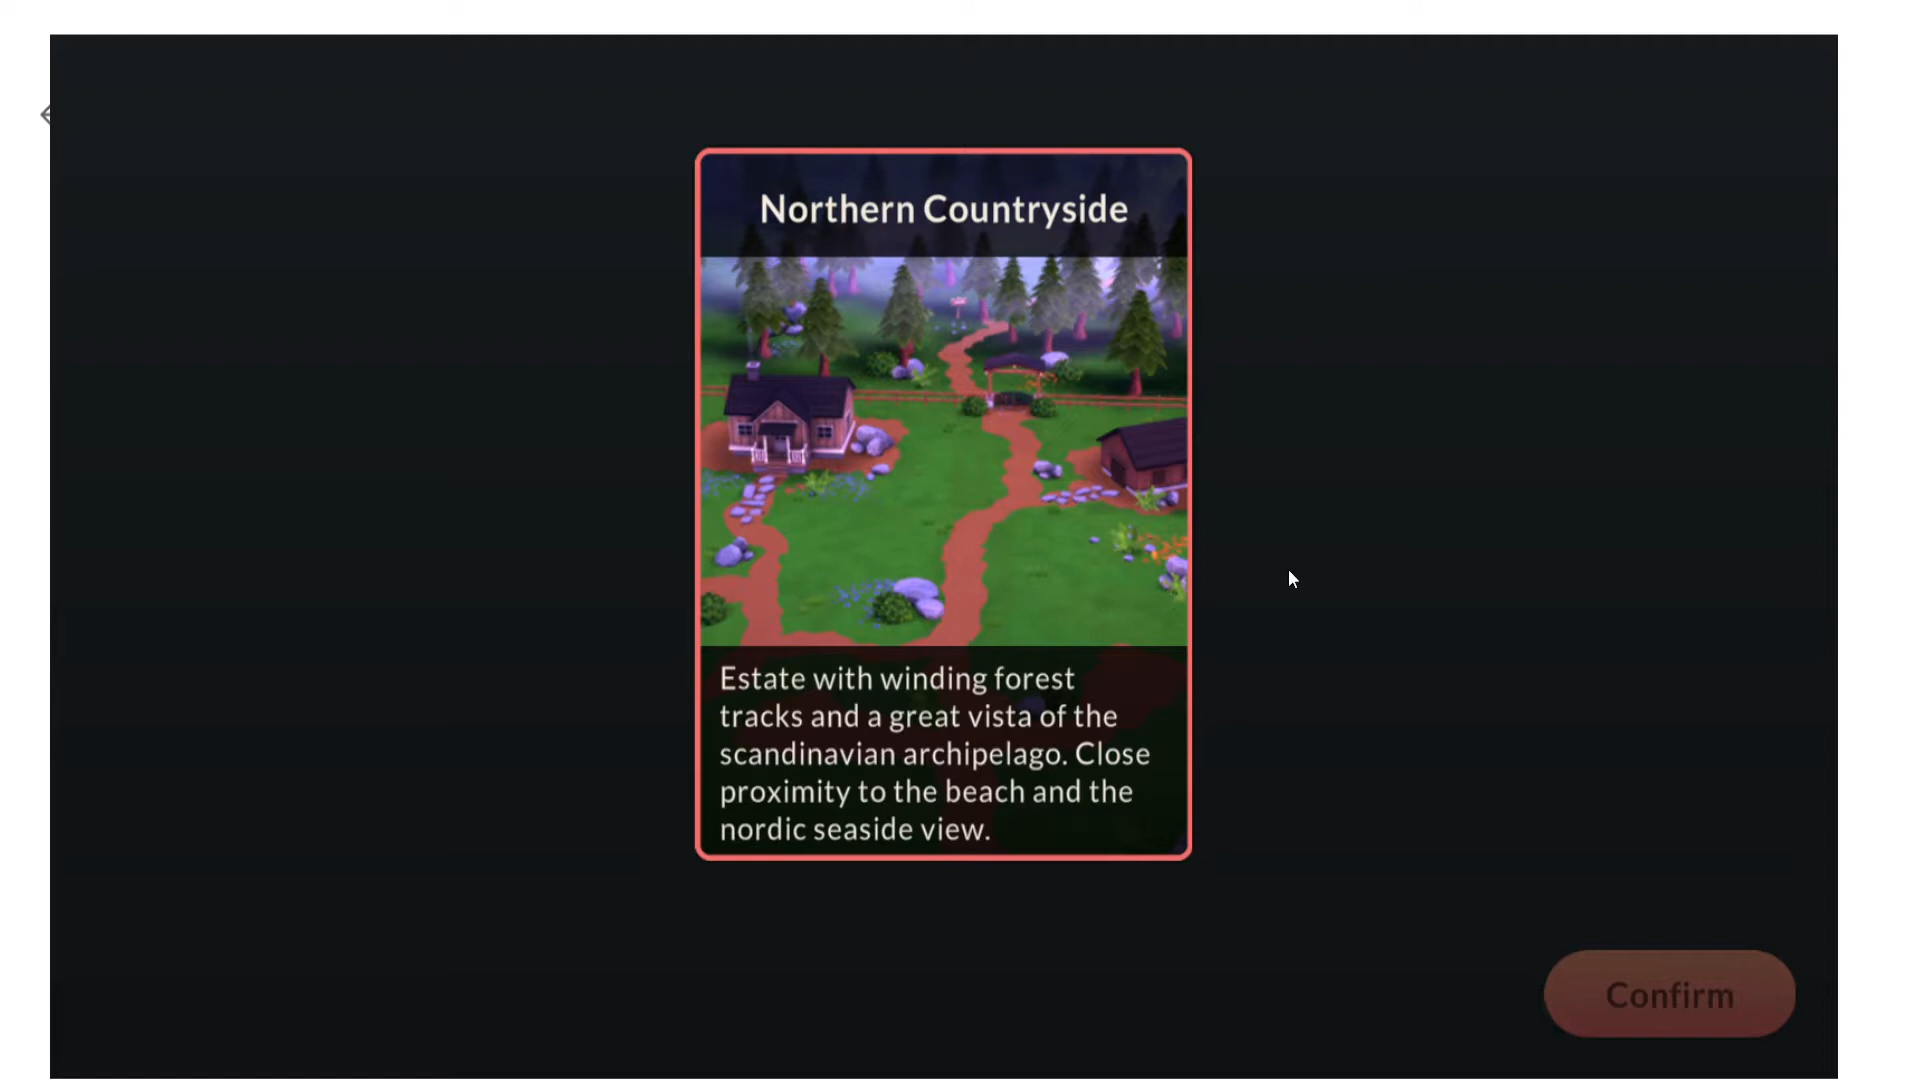 Northern Countryside
Estate with winding forest
tracks and a great vista of the
scandinavian archipelago. Close
proximity to the beach and the
nordic seaside view.
Confirm